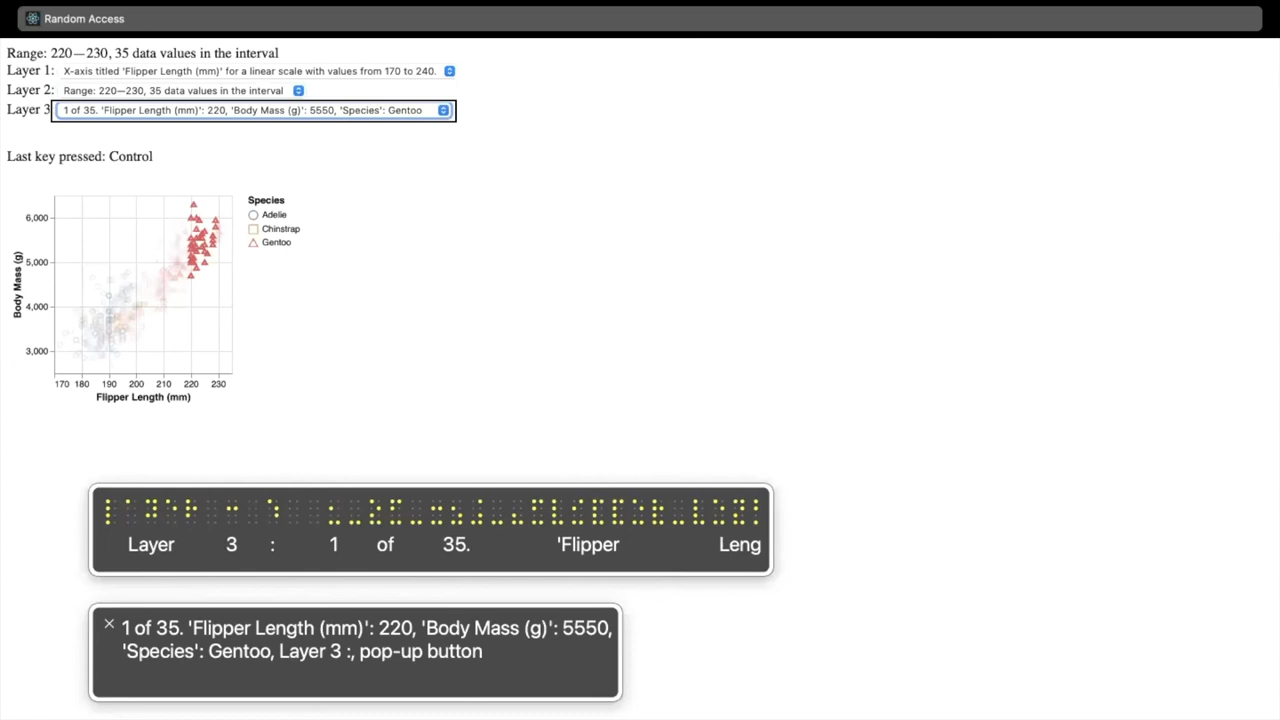 Random Access
Range: 220—230, 35 data values in the interval
Layer 1: X-axis titled 'Flipper Length (mm)' for a linear scale with values from 170 to 240.
Layer 2: Range: 220—230, 35 data values in the interval
Layer 3 1 of 35. 'Flipper Length (mm)': 220, 'Body Mass (g)': 5550, 'Species': Gentoo
Last key pressed: Control
Species
Adelie
Chinstrap
Gentoo
6,000
5,000
4,000
3,000
Body Mass (g)
170 180 190 200 210 220 230
Flipper Length (mm)
Layer 3 : 1 of 35. 'Flipper Leng
1 of 35. 'Flipper Length (mm)': 220, 'Body Mass (g)': 5550,
'Species': Gentoo, Layer 3 :, pop-up button